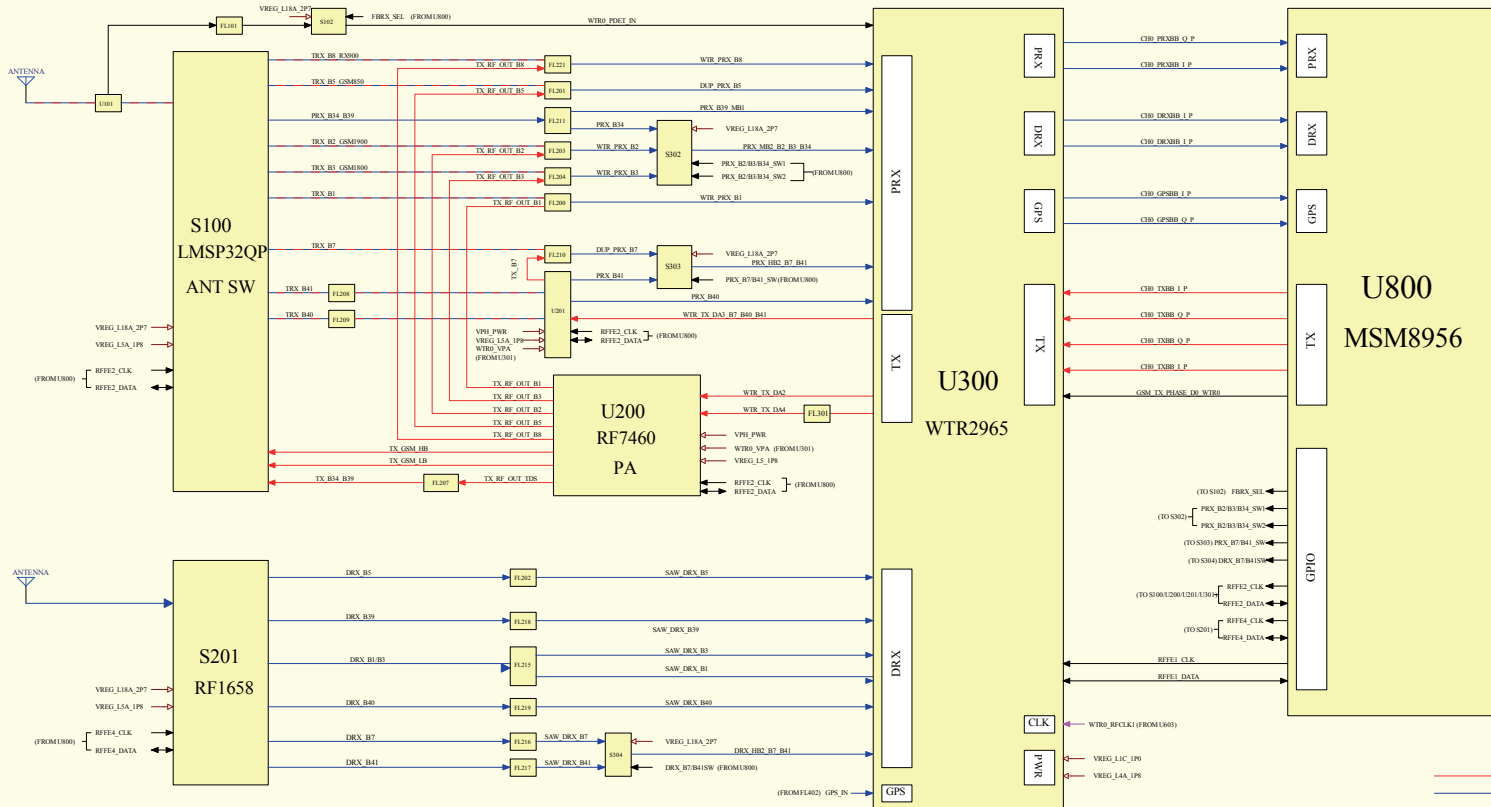 VREG_L18A_2P7
FBRX_SEL (FROM U800)
S102
FL101
WTR0_PDET_IN
ANTENNA
U101
S100
LMSP32QP
ANT SW
TRX_B8_RX900
TX_RF_OUT_B8
FL221
WTR_PRX_B8
TRX_B5_GSM850
TX_RF_OUT_B5
FL201
DUP_PRX_B5
PRX_B34_B39
FL211
PRX_B39_MB1
PRX_B34
S302
VREG_L18A_2P7
TRX_B2_GSM1900
TX_RF_OUT_B2
FL203
WTR_PRX_B2
PRX_MB2_B2_B3_B34
PRX_B2/B3/B34_SW1
(FROM U800)
PRX_B2/B3/B34_SW2
TRX_B3_GSM1800
TX_RF_OUT_B3
FL204
WTR_PRX_B3
TRX_B1
TX_RF_OUT_B1
FL200
WTR_PRX_B1
TRX_B7
TX_B7
FL210
DUP_PRX_B7
S303
VREG_L18A_2P7
PRX_HB2_B7_B41
PRX_B7/B41_SW(FROM U800)
TRX_B41
FL208
PRX_B41
U201
PRX_B40
TRX_B40
FL209
WTR_TX_DA3_B7_B40_B41
VPH_PWR
VREG_L5A_1P8
WTR0_VPA
(FROM U301)
RFFE2_CLK
RFFE2_DATA
(FROM U800)
VREG_L18A_2P7
VREG_L5A_1P8
(FROM U800)
RFFE2_CLK
RFFE2_DATA
TX_RF_OUT_B1
TX_RF_OUT_B3
TX_RF_OUT_B2
TX_RF_OUT_B5
TX_RF_OUT_B8
TX_GSM_HB
TX_GSM_LB
TX_B34_B39
FL207
TX_RF_OUT_TDS
U200
RF7460
PA
WTR_TX_DA2
WTR_TX_DA4
FL301
VPH_PWR
WTR0_VPA (FROM U301)
VREG_L5_1P8
RFFE2_CLK
RFFE2_DATA
(FROM U800)
PRX
TX
U300
WTR2965
PRX
DRX
GPS
TX
CH0_PRXBB_Q_P
CH0_PRXBB_I_P
CH0_DRXBB_I_P
CH0_DRXBB_I_P
CH0_GPSBB_I_P
CH0_GPSBB_Q_P
CH0_TXBB_I_P
CH0_TXBB_Q_P
CH0_TXBB_Q_P
CH0_TXBB_I_P
GSM_TX_PHASE_D0_WTR0
PRX
DRX
GPS
TX
U800
MSM8956
GPIO
(TO S102) FBRX_SEL
(TO S302)
PRX_B2/B3/B34_SW1
PRX_B2/B3/B34_SW2
(TO S303) PRX_B7/B41_SW
(TO S304) DRX_B7/B41SW
(TO S100/U200/U201/U301)
RFFE2_CLK
RFFE2_DATA
(TO S201)
RFFE4_CLK
RFFE4_DATA
RFFE1_CLK
RFFE1_DATA
CLK
WTR0_RFCLK1 (FROM U603)
PWR
VREG_L1C_1P0
VREG_L4A_1P8
ANTENNA
S201
RF1658
VREG_L18A_2P7
VREG_L5A_1P8
(FROM U800)
RFFE4_CLK
RFFE4_DATA
DRX_B5
FL202
SAW_DRX_B5
DRX_B39
FL218
SAW_DRX_B39
DRX_B1/B3
FL215
SAW_DRX_B3
SAW_DRX_B1
DRX_B40
FL219
SAW_DRX_B40
DRX_B7
FL216
SAW_DRX_B7
S304
VREG_L18A_2P7
DRX_HB2_B7_B41
DRX_B41
FL217
SAW_DRX_B41
DRX_B7/B41SW (FROM U800)
DRX
(FROM FL402) GPS_IN
GPS